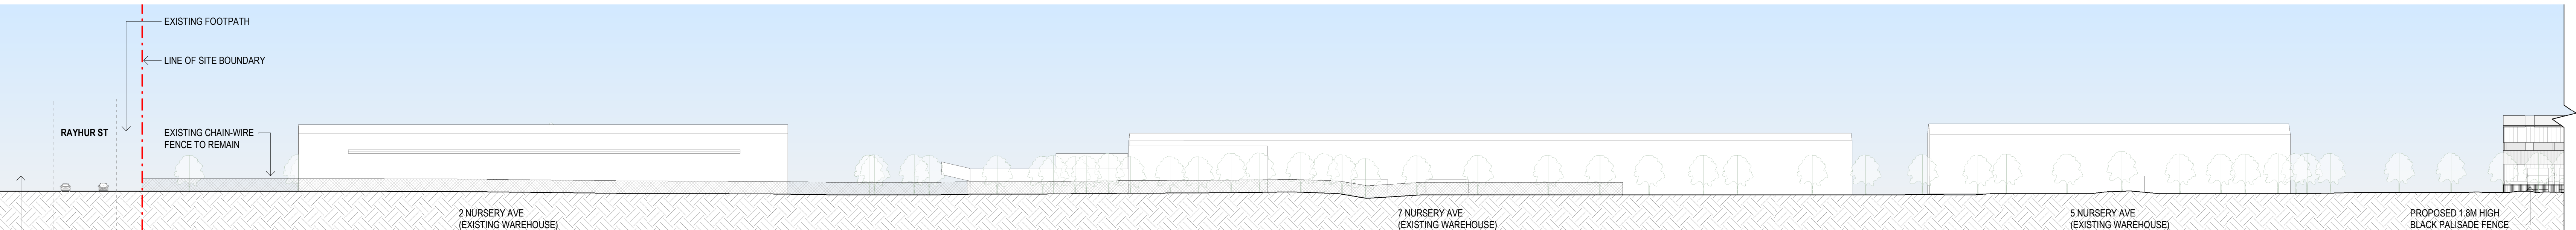 EXISTING FOOTPATH
LINE OF SITE BOUNDARY
RAYHUR ST
EXISTING CHAIN-WIRE
FENCE TO REMAIN
2 NURSERY AVE
(EXISTING WAREHOUSE)
7 NURSERY AVE
(EXISTING WAREHOUSE)
5 NURSERY AVE
(EXISTING WAREHOUSE)
PROPOSED 1.8M HIGH
BLACK PALISADE FENCE